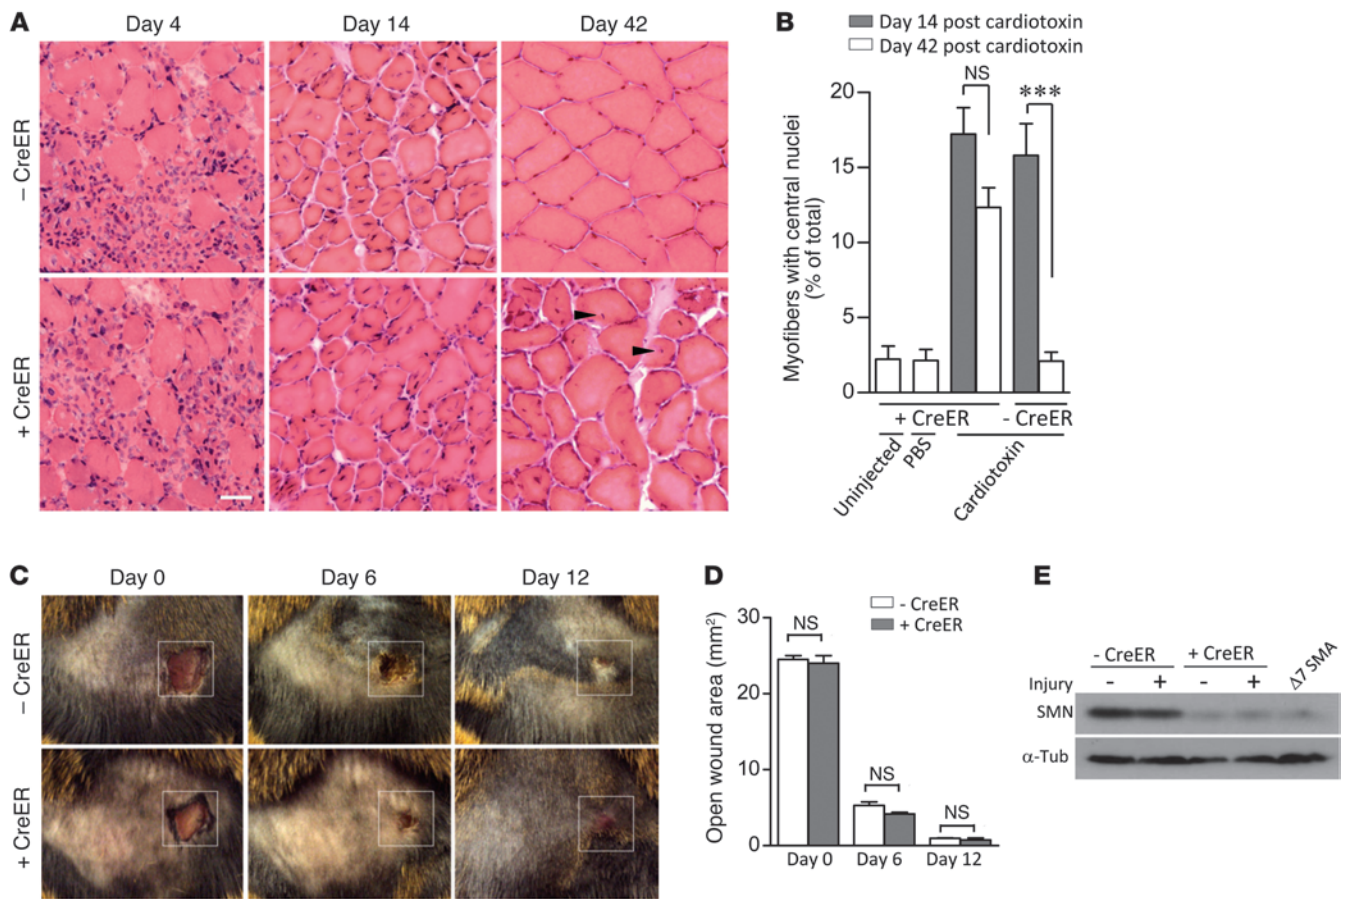 A
Day 4
Day 14
Day 42
– CreER
+ CreER
B
Day 14 post cardiotoxin
Day 42 post cardiotoxin
NS
***
Myofibers with central nuclei
(% of total)
20
15
10
5
0
+ CreER
- CreER
Uninjected
PBS
Cardiotoxin
C
Day 0
Day 6
Day 12
– CreER
+ CreER
D
- CreER
+ CreER
Open wound area (mm²)
30
20
10
0
NS
NS
NS
Day 0
Day 6
Day 12
E
- CreER
+ CreER
Δ7 SMA
Injury
-
+
-
+
SMN
α-Tub